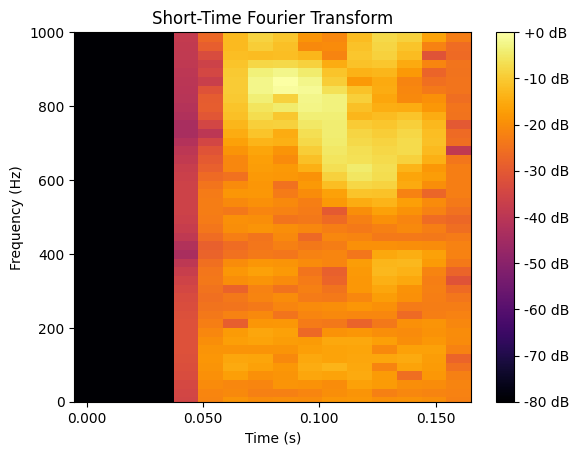 Short-Time Fourier Transform
1000
800
600
400
200
0
Frequency (Hz)
0.000
0.050
0.100
0.150
Time (s)
+0 dB
-10 dB
-20 dB
-30 dB
-40 dB
-50 dB
-60 dB
-70 dB
-80 dB